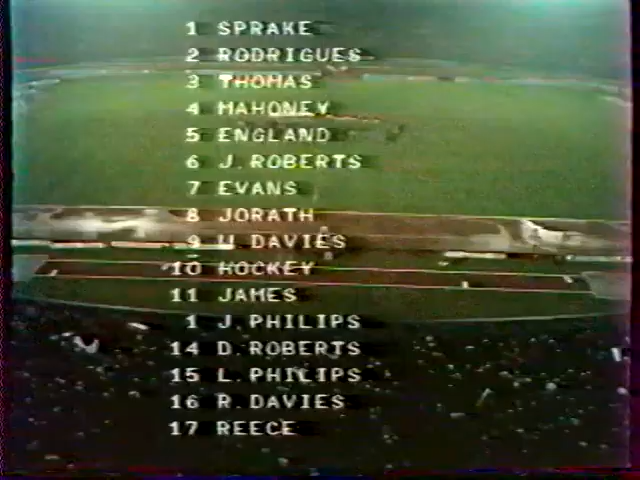 1 SPRAKE
2 RODRIGUES
3 THOMAS
4 MAHONEY
5 ENGLAND
6 J.ROBERTS
7 EVANS
8 JORATH
9 W.DAVIES
10 HOCKEY
11 JAMES
1 J.PHILIPS
14 D.ROBERTS
15 L.PHILIPS
16 R.DAVIES
17 REECE